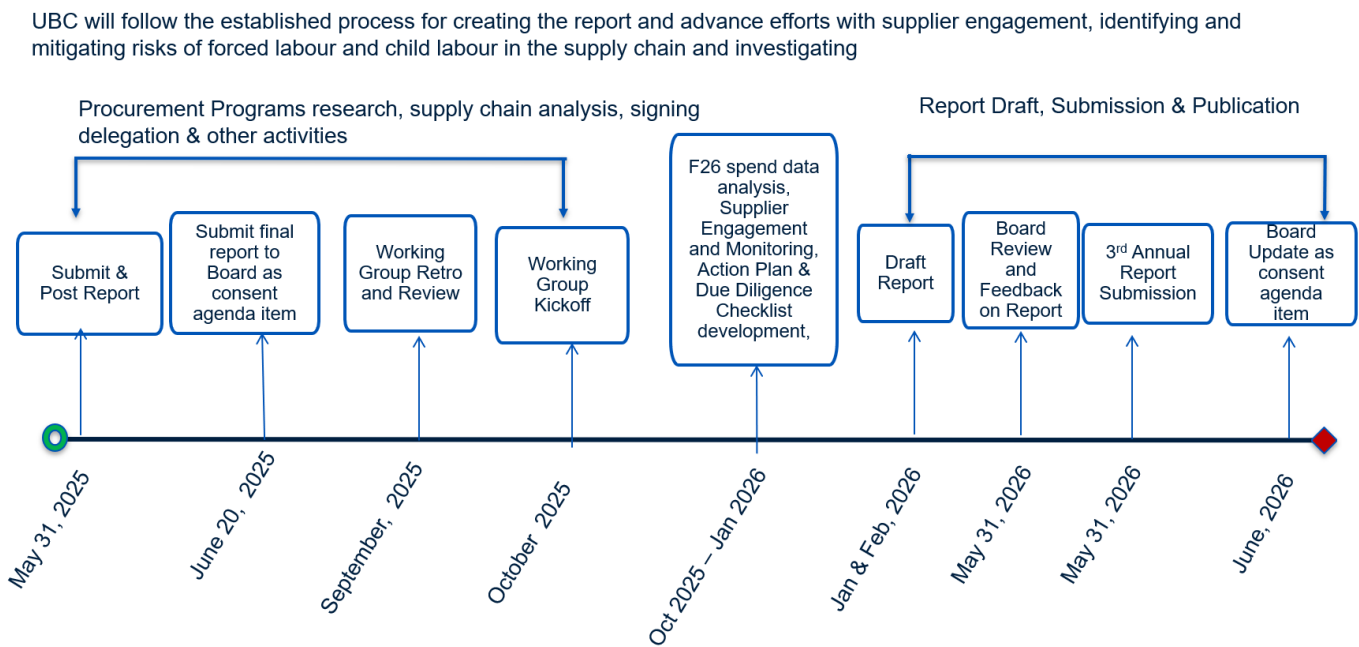 UBC will follow the established process for creating the report and advance efforts with supplier engagement, identifying and
mitigating risks of forced labour and child labour in the supply chain and investigating
Procurement Programs research, supply chain analysis, signing
delegation & other activities
Report Draft, Submission & Publication
Submit &
Post Report
Submit final
report to
Board as
consent
agenda item
Working
Group Retro
and Review
Working
Group
Kickoff
F26 spend data
analysis,
Supplier
Engagement
and Monitoring,
Action Plan &
Due Diligence
Checklist
development,
Draft
Report
Board
Review
and
Feedback
on Report
3rd Annual
Report
Submission
Board
Update as
consent
agenda
item
May 31, 2025
June 20, 2025
September, 2025
October 2025
Oct 2025 – Jan 2026
Jan & Feb, 2026
May 31, 2026
May 31, 2026
June, 2026